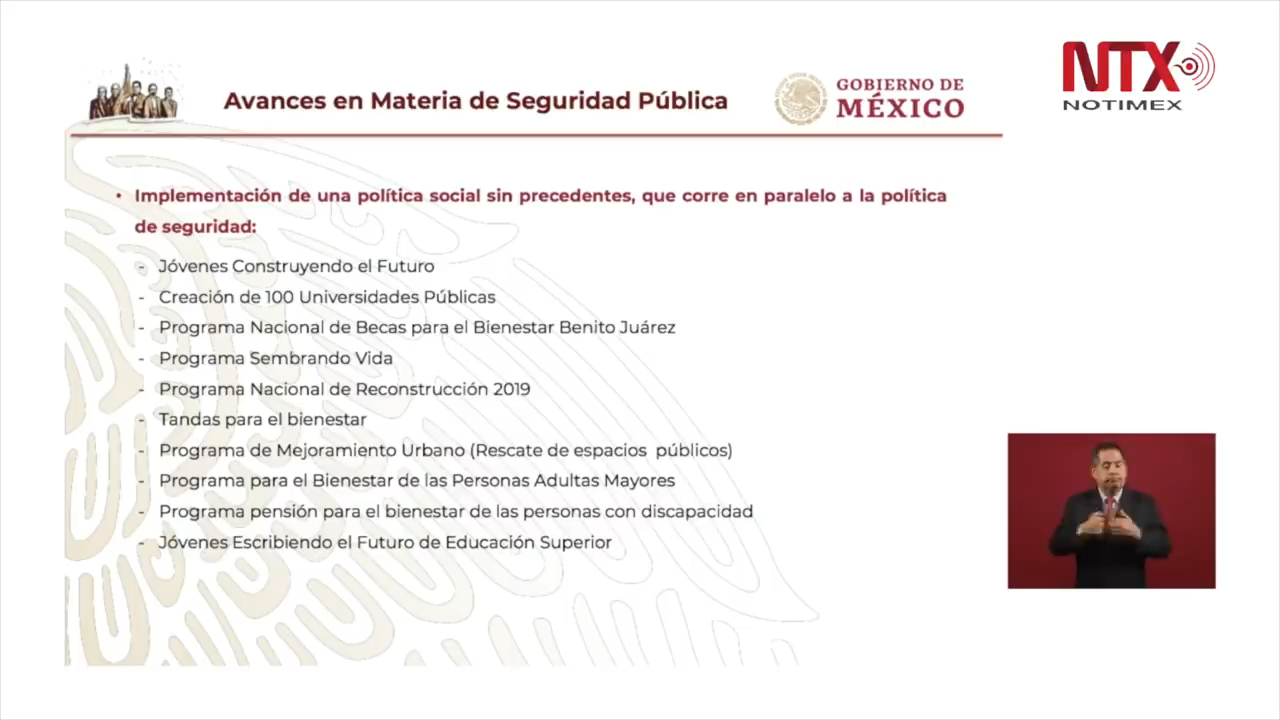 Avances en Materia de Seguridad Pública
GOBIERNO DE
MÉXICO
NTX
NOTIMEX
• Implementación de una política social sin precedentes, que corre en paralelo a la política
de seguridad:
- Jóvenes Construyendo el Futuro
- Creación de 100 Universidades Públicas
- Programa Nacional de Becas para el Bienestar Benito Juárez
- Programa Sembrando Vida
- Programa Nacional de Reconstrucción 2019
- Tandas para el bienestar
- Programa de Mejoramiento Urbano (Rescate de espacios públicos)
- Programa para el Bienestar de las Personas Adultas Mayores
- Programa pensión para el bienestar de las personas con discapacidad
- Jóvenes Escribiendo el Futuro de Educación Superior